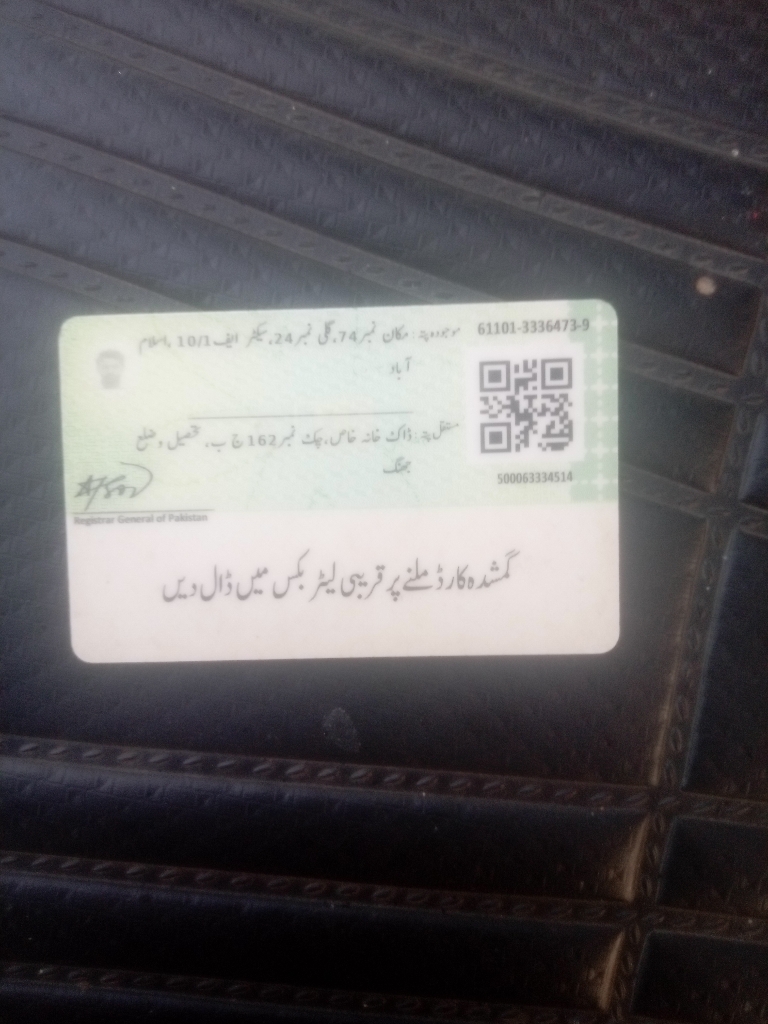 61101-3336473-9
موجودہ پتہ: مکان نمبر 74، گلی نمبر 24، سیکٹر ایف 10/1، اسلام
آباد
مستقل پتہ: ڈاک خانہ خاص، چک نمبر 162 ج ب، تحصیل و ضلع
جھنگ
500063334514
Registrar General of Pakistan
گمشدہ کارڈ ملنے پر قریبی لیٹر بکس میں ڈال دیں